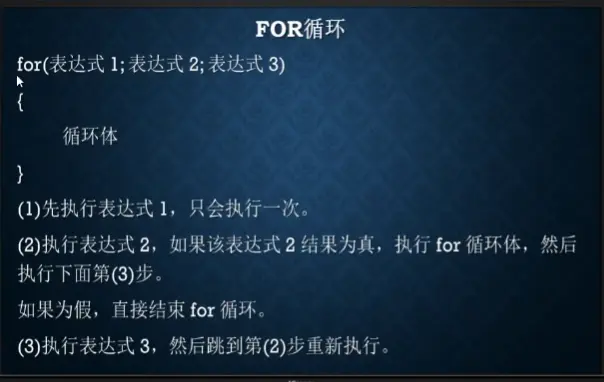 FOR循环
for(表达式 1; 表达式 2; 表达式 3)
{
循环体
}
(1)先执行表达式 1，只会执行一次。
(2)执行表达式 2，如果该表达式 2 结果为真，执行 for 循环体，然后
执行下面第(3)步。
如果为假，直接结束 for 循环。
(3)执行表达式 3，然后跳到第(2)步重新执行。